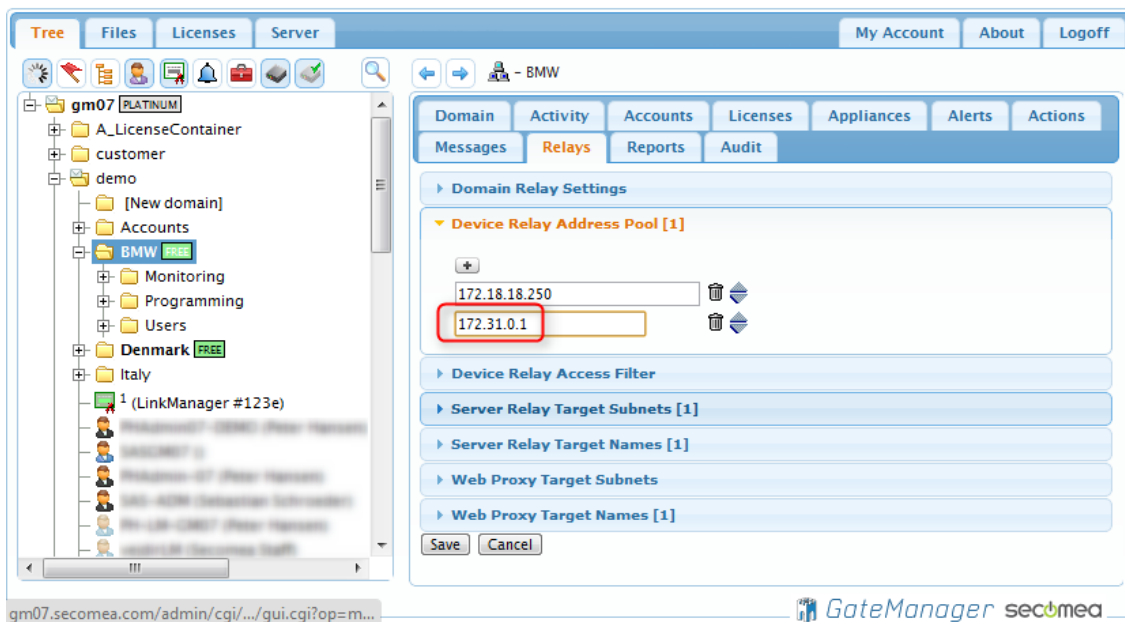 Tree Files Licenses Server My Account About Logoff
- BMW
gm07 PLATINUM
A_LicenseContainer
customer
demo
[New domain]
Accounts
BMW FREE
Monitoring
Programming
Users
Denmark FREE
Italy
1 (LinkManager #123e)
Domain Activity Accounts Licenses Appliances Alerts Actions
Messages Relays Reports Audit
Domain Relay Settings
Device Relay Address Pool [1]
+
172.18.18.250
172.31.0.1
Device Relay Access Filter
Server Relay Target Subnets [1]
Server Relay Target Names [1]
Web Proxy Target Subnets
Web Proxy Target Names [1]
Save Cancel
gm07.secomea.com/admin/cgi/.../gui.cgi?op=m...
GateManager secomea